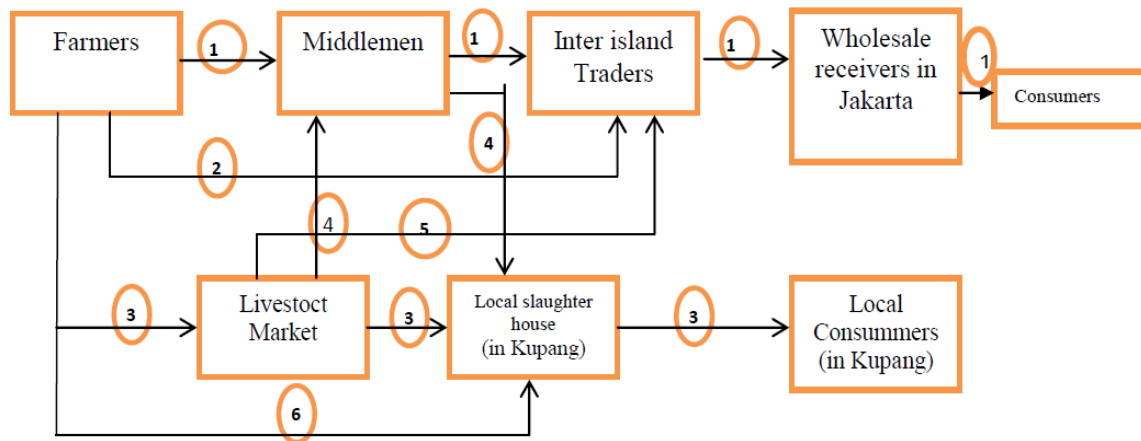 Farmers
1
Middlemen
1
Inter island
Traders
1
Wholesale
receivers in
Jakarta
1
Consumers
2
4
4
5
3
Livestoct
Market
3
Local slaughter
house
(in Kupang)
3
Local
Consummers
(in Kupang)
6